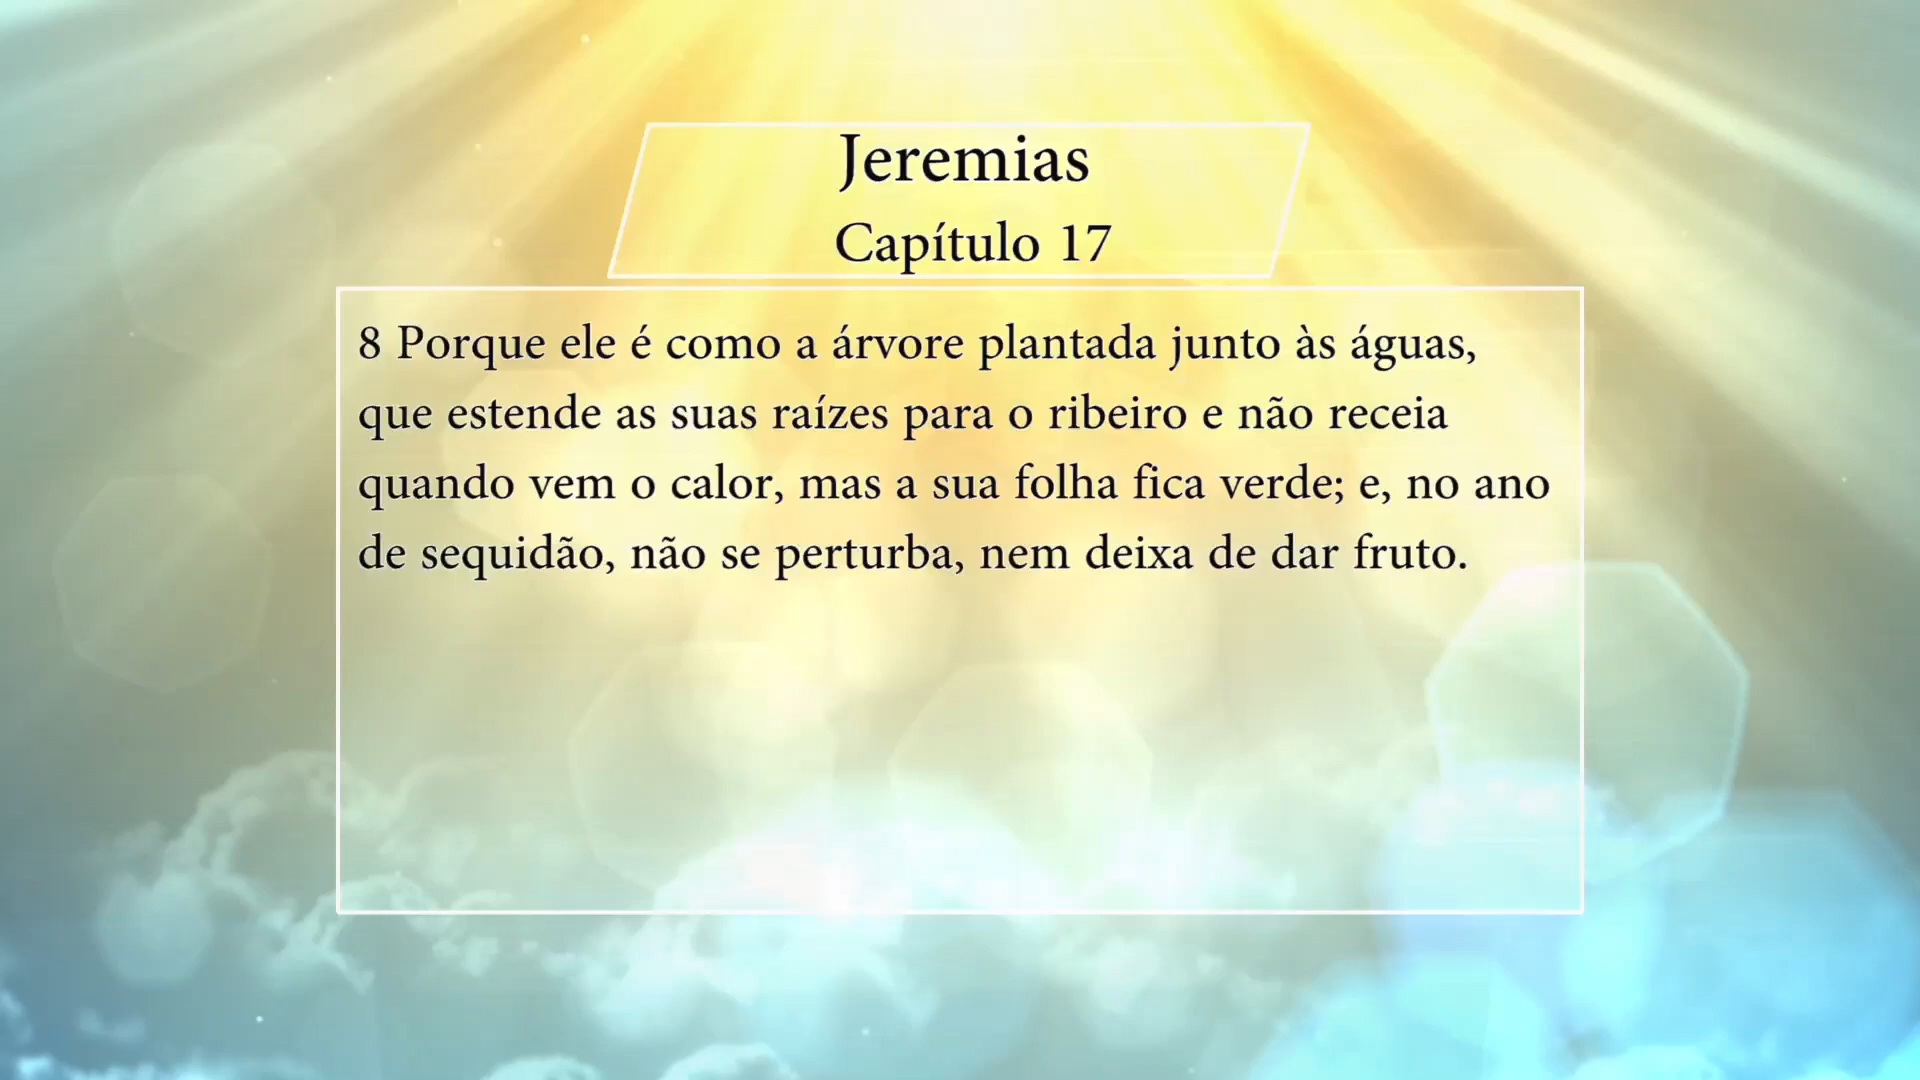 Jeremias
Capítulo 17
8 Porque ele é como a árvore plantada junto às águas,
que estende as suas raízes para o ribeiro e não receia
quando vem o calor, mas a sua folha fica verde; e, no ano
de sequidão, não se perturba, nem deixa de dar fruto.